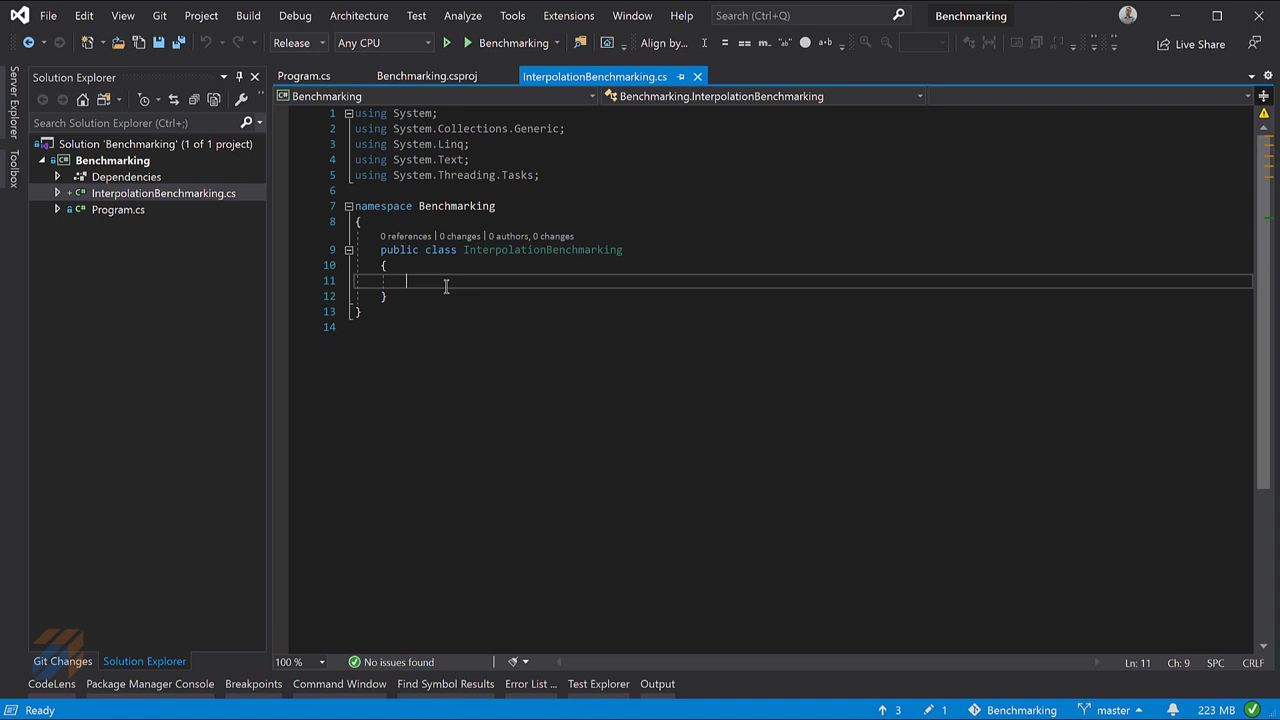 File Edit View Git Project Build Debug Architecture Test Analyze Tools Extensions Window Help Search (Ctrl+Q) Benchmarking
Release Any CPU Benchmarking Align by... Live Share
Server Explorer
Toolbox
Solution Explorer
Search Solution Explorer (Ctrl+;)
Solution 'Benchmarking' (1 of 1 project)
Benchmarking
Dependencies
InterpolationBenchmarking.cs
Program.cs
Program.cs Benchmarking.csproj InterpolationBenchmarking.cs
Benchmarking Benchmarking.InterpolationBenchmarking
1 using System;
2 using System.Collections.Generic;
3 using System.Linq;
4 using System.Text;
5 using System.Threading.Tasks;
6
7 namespace Benchmarking
8 {
0 references | 0 changes | 0 authors, 0 changes
9 public class InterpolationBenchmarking
10 {
11
12 }
13 }
14
Git Changes Solution Explorer
100 % No issues found Ln: 11 Ch: 9 SPC CRLF
CodeLens Package Manager Console Breakpoints Command Window Find Symbol Results Error List ... Test Explorer Output
Ready 3 1 Benchmarking master 223 MB